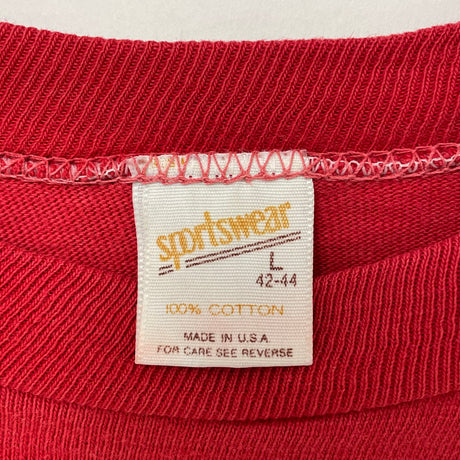 sportswear
L
42-44
100% COTTON
MADE IN U.S.A.
FOR CARE SEE REVERSE